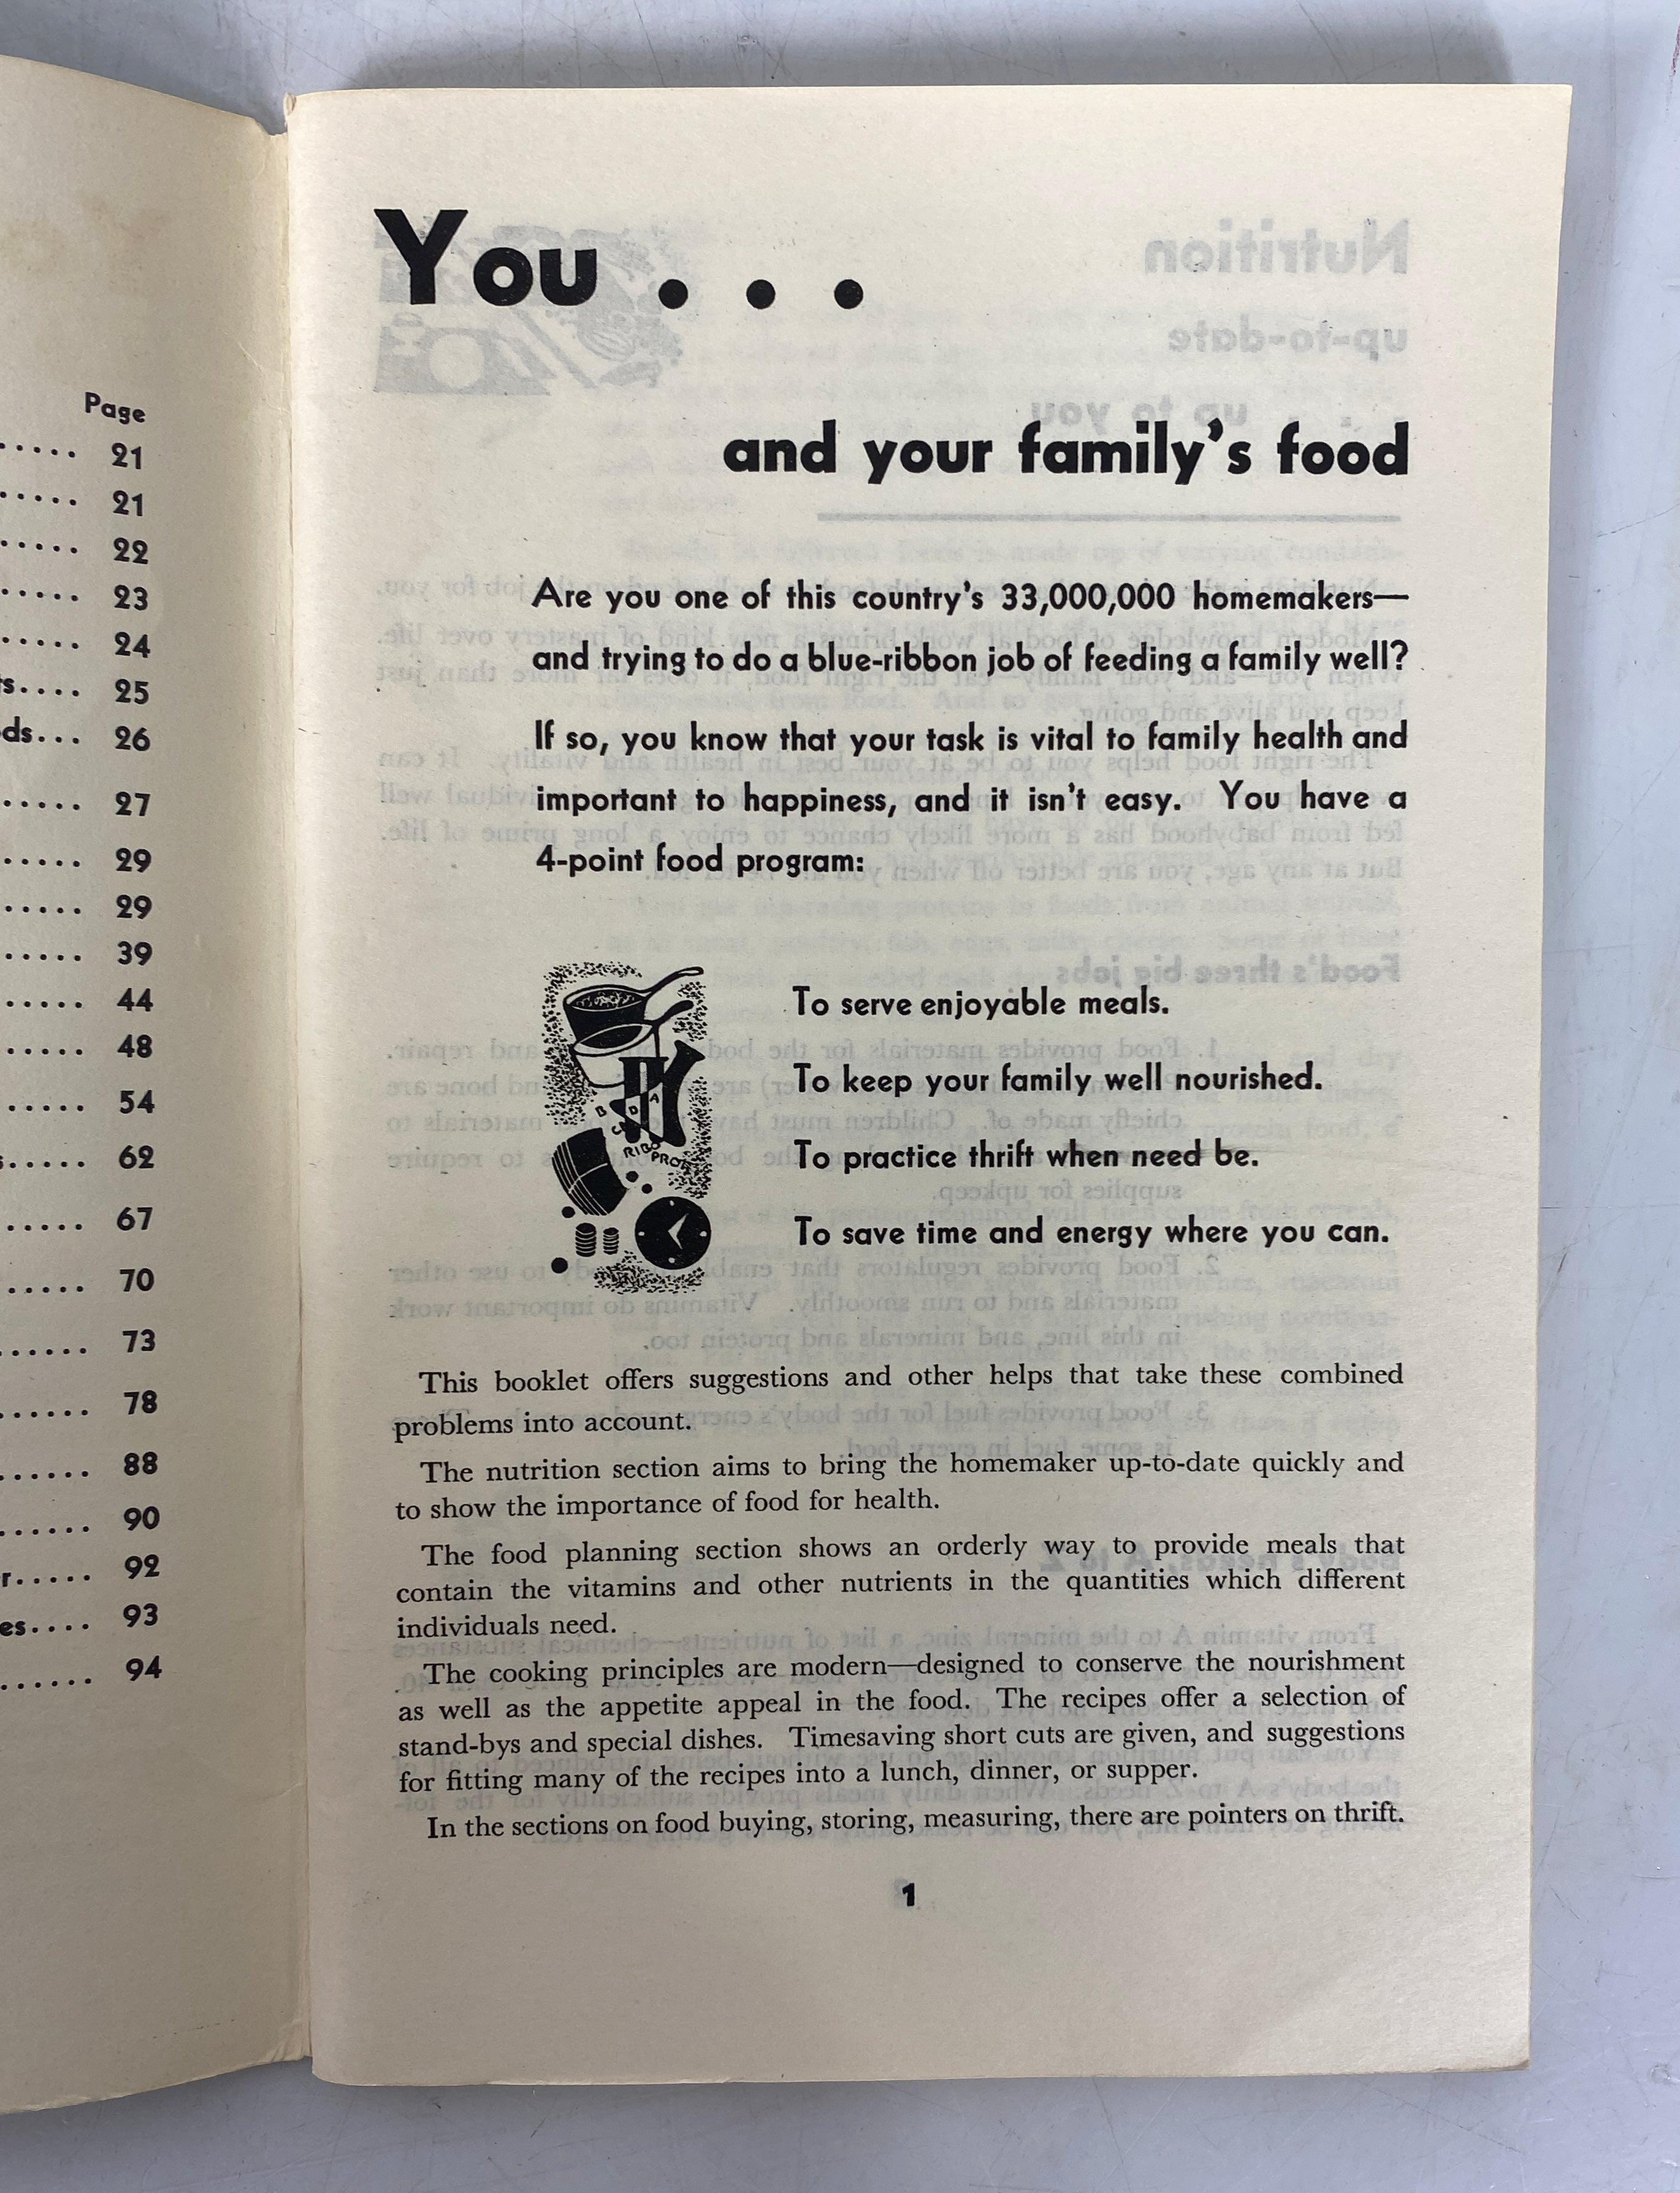 Page
..... 21
..... 21
..... 22
..... 23
..... 24
ts.... 25
ds... 26
..... 27
..... 29
..... 29
..... 39
..... 44
..... 48
..... 54
s..... 62
..... 67
...... 70
...... 73
...... 78
...... 88
...... 90
r..... 92
es.... 93
...... 94
You . . .
and your family's food
Are you one of this country's 33,000,000 homemakers—
and trying to do a blue-ribbon job of feeding a family well?
If so, you know that your task is vital to family health and
important to happiness, and it isn't easy. You have a
4-point food program:
B D A
C
RIBO
PRO
To serve enjoyable meals.
To keep your family well nourished.
To practice thrift when need be.
To save time and energy where you can.
This booklet offers suggestions and other helps that take these combined
problems into account.
The nutrition section aims to bring the homemaker up-to-date quickly and
to show the importance of food for health.
The food planning section shows an orderly way to provide meals that
contain the vitamins and other nutrients in the quantities which different
individuals need.
The cooking principles are modern—designed to conserve the nourishment
as well as the appetite appeal in the food. The recipes offer a selection of
stand-bys and special dishes. Timesaving short cuts are given, and suggestions
for fitting many of the recipes into a lunch, dinner, or supper.
In the sections on food buying, storing, measuring, there are pointers on thrift.
1